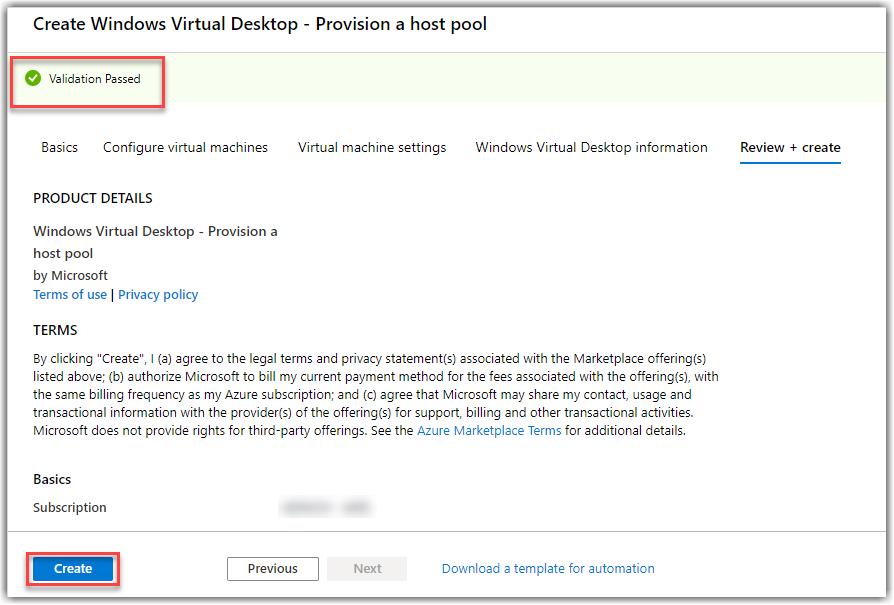 Create Windows Virtual Desktop - Provision a host pool
Validation Passed
Basics Configure virtual machines Virtual machine settings Windows Virtual Desktop information Review + create
PRODUCT DETAILS
Windows Virtual Desktop - Provision a
host pool
by Microsoft
Terms of use | Privacy policy
TERMS
By clicking "Create", I (a) agree to the legal terms and privacy statement(s) associated with the Marketplace offering(s)
listed above; (b) authorize Microsoft to bill my current payment method for the fees associated with the offering(s), with
the same billing frequency as my Azure subscription; and (c) agree that Microsoft may share my contact, usage and
transactional information with the provider(s) of the offering(s) for support, billing and other transactional activities.
Microsoft does not provide rights for third-party offerings. See the Azure Marketplace Terms for additional details.
Basics
Subscription
Create Previous Next Download a template for automation